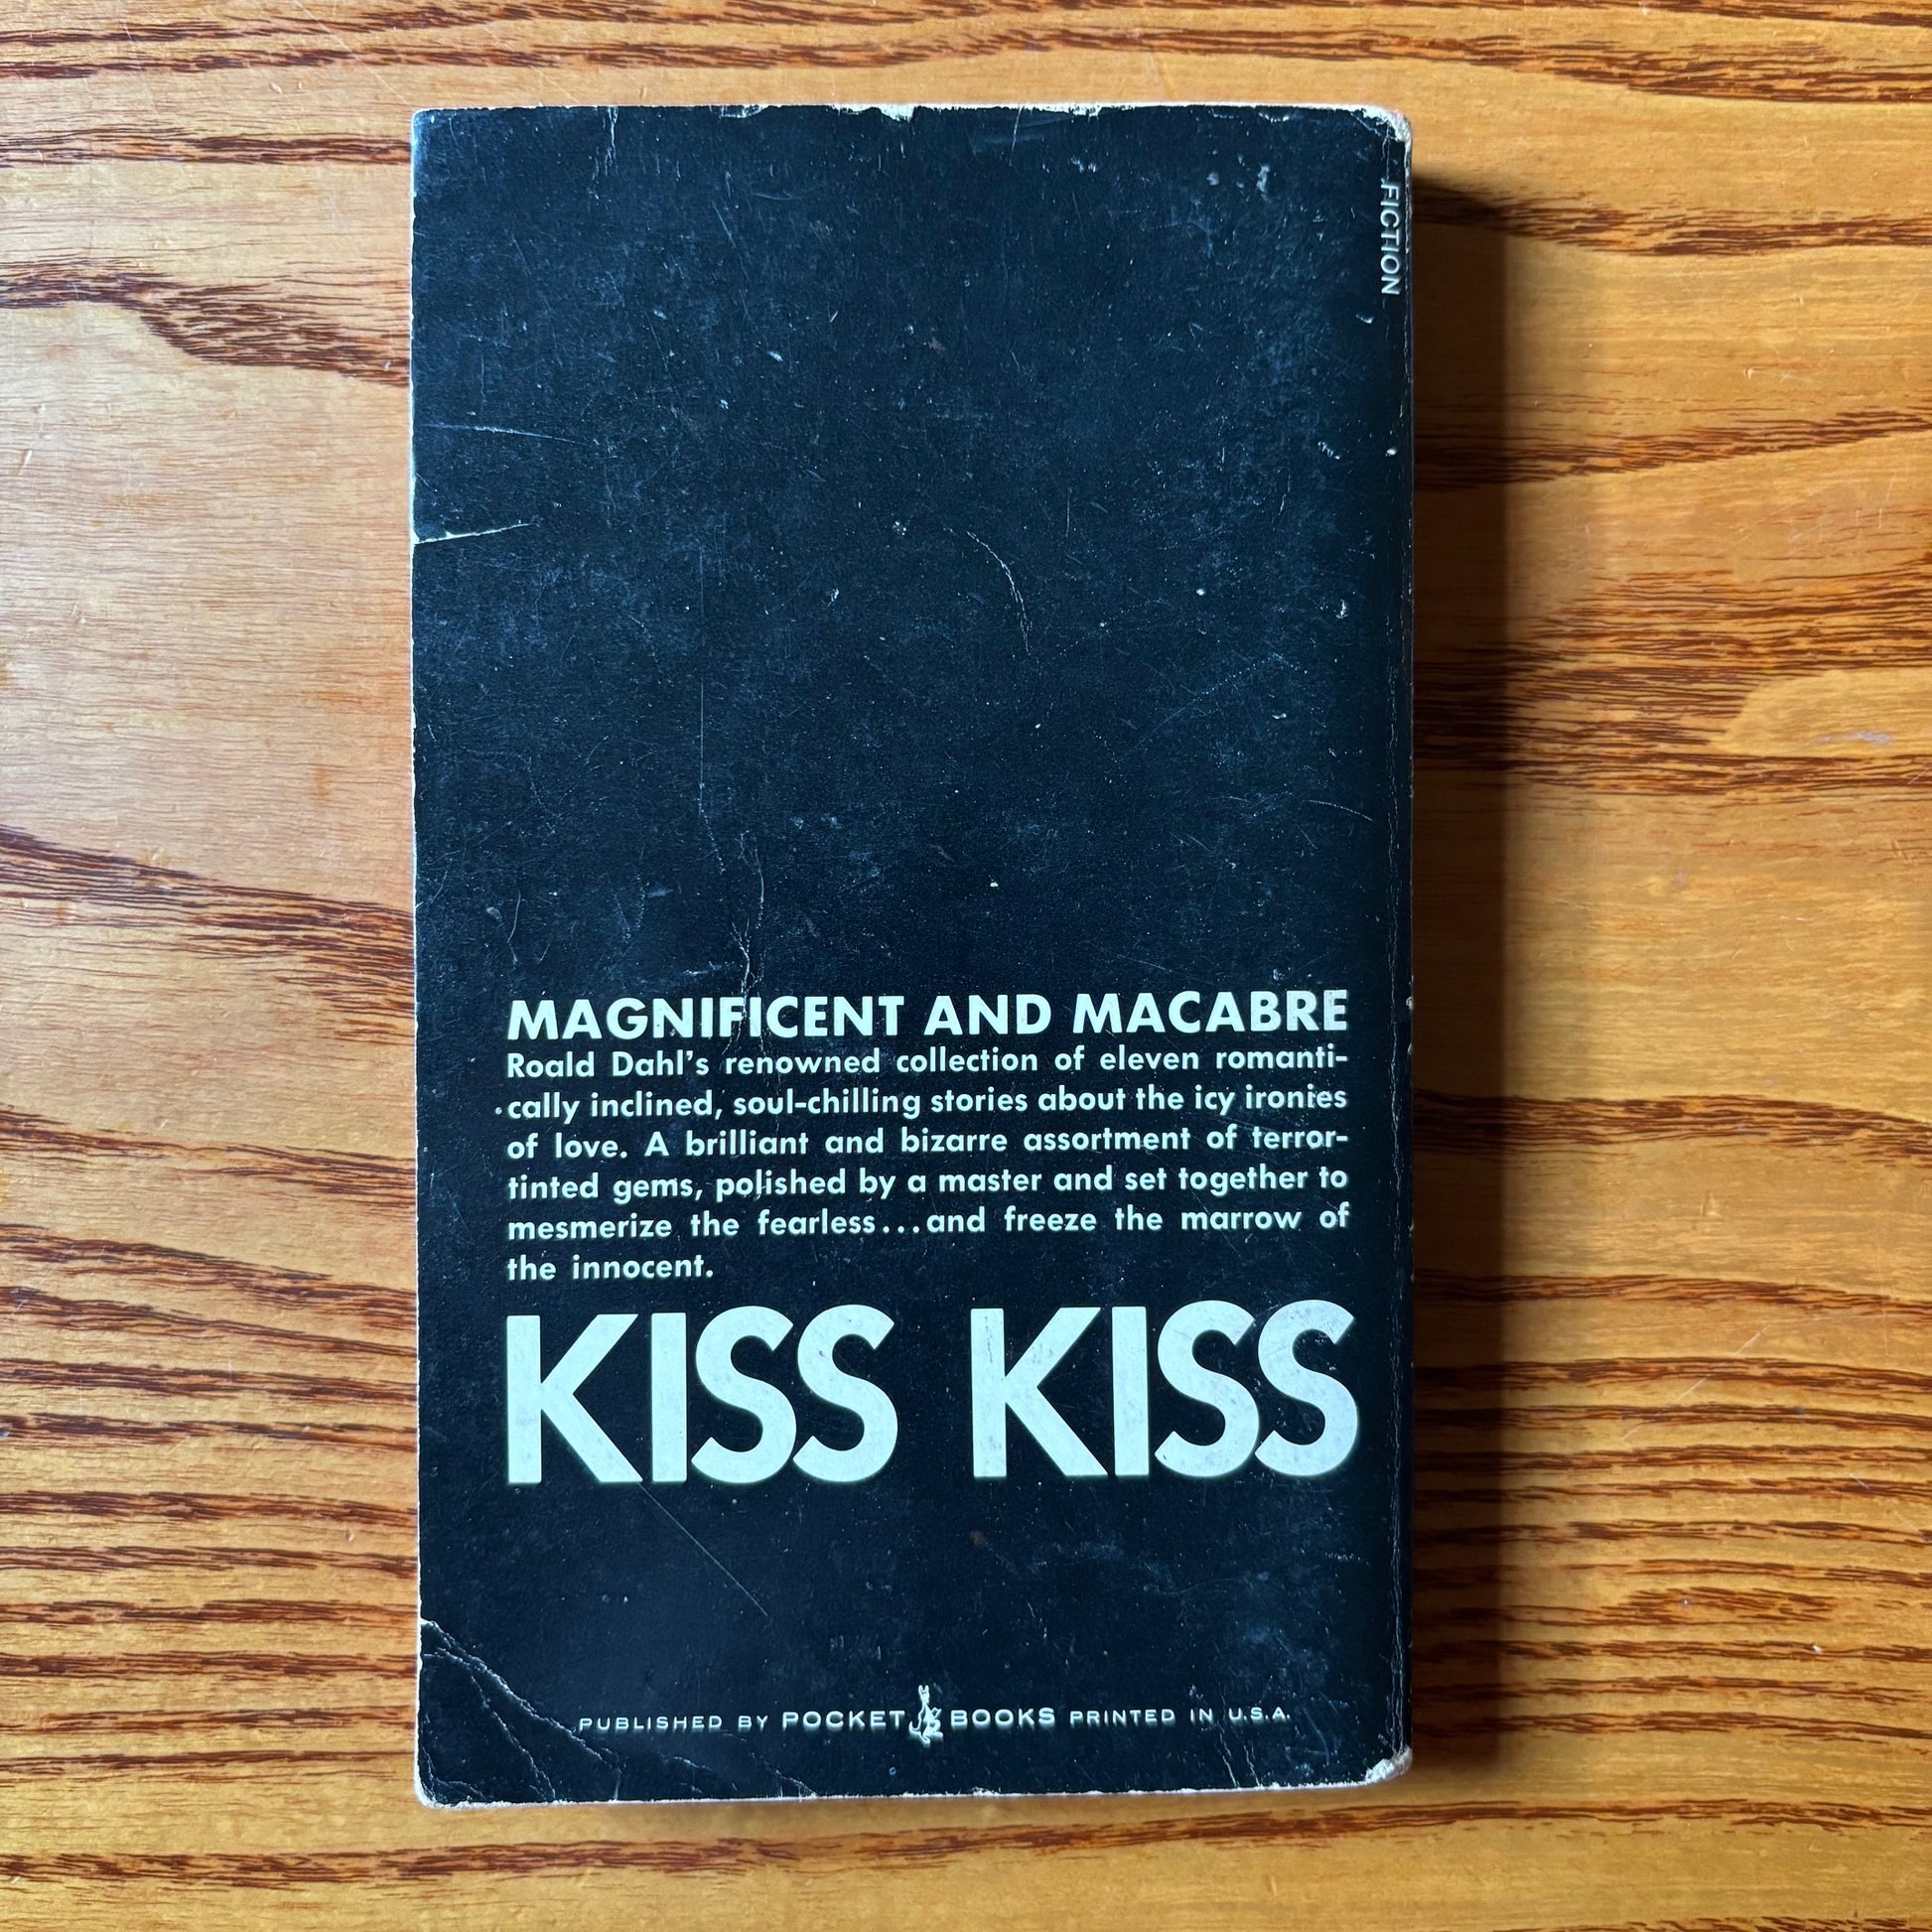 FICTION
MAGNIFICENT AND MACABRE
Roald Dahl's renowned collection of eleven romanti-
cally inclined, soul-chilling stories about the icy ironies
of love. A brilliant and bizarre assortment of terror-
tinted gems, polished by a master and set together to
mesmerize the fearless...and freeze the marrow of
the innocent.
KISS KISS
PUBLISHED BY POCKET BOOKS PRINTED IN U.S.A.